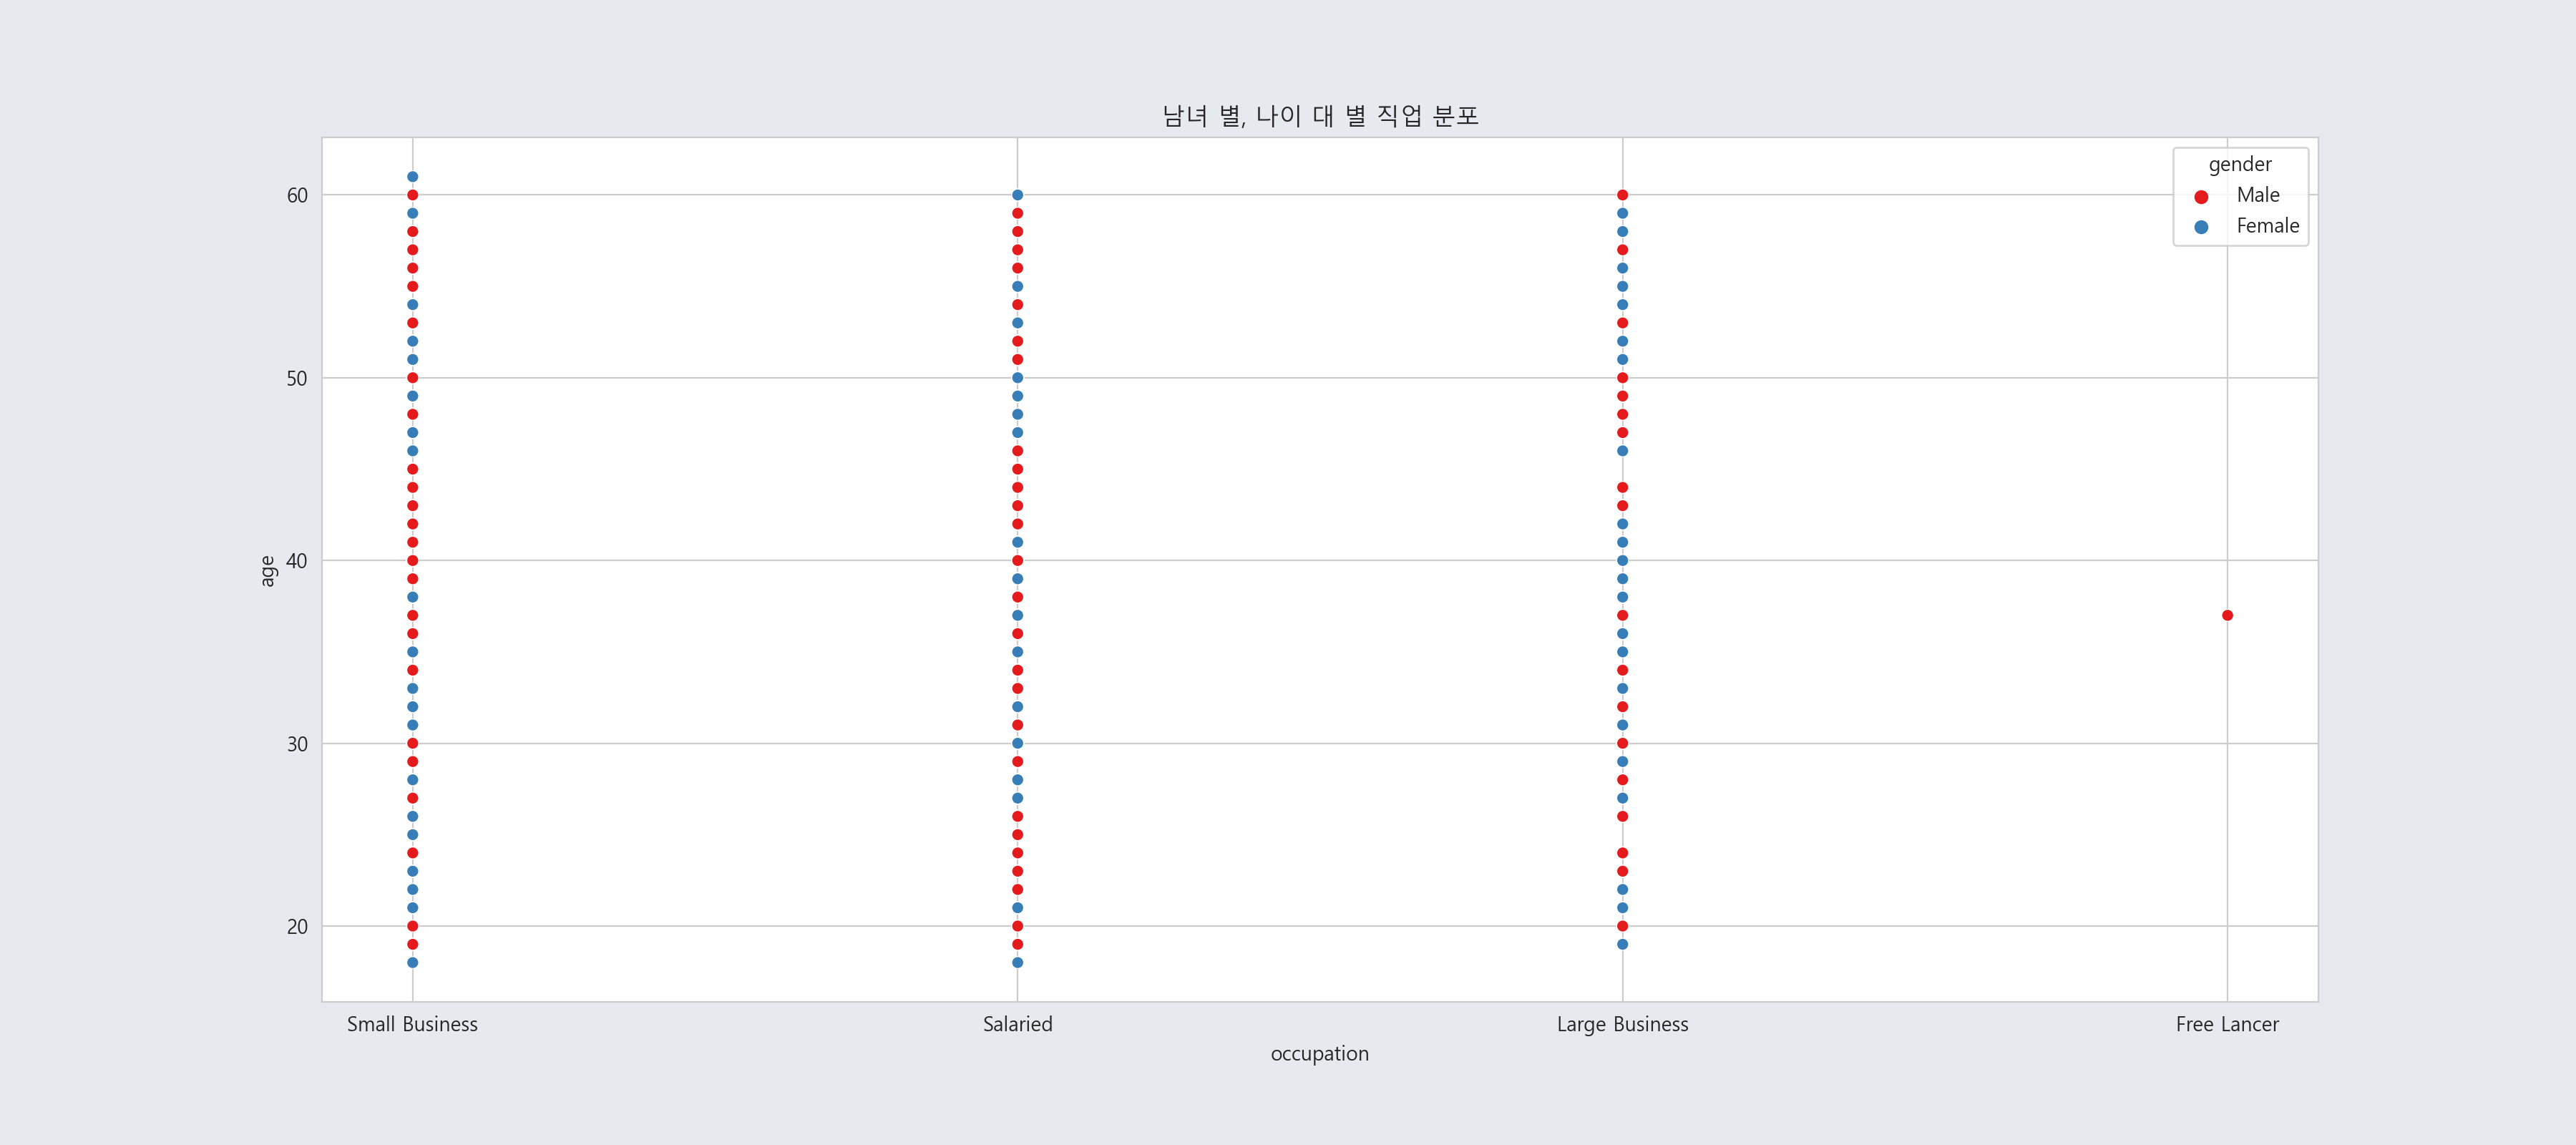 남녀 별, 나이 대 별 직업 분포
gender
Male
Female
60
50
40
30
20
age
Small Business
Salaried
Large Business
Free Lancer
occupation